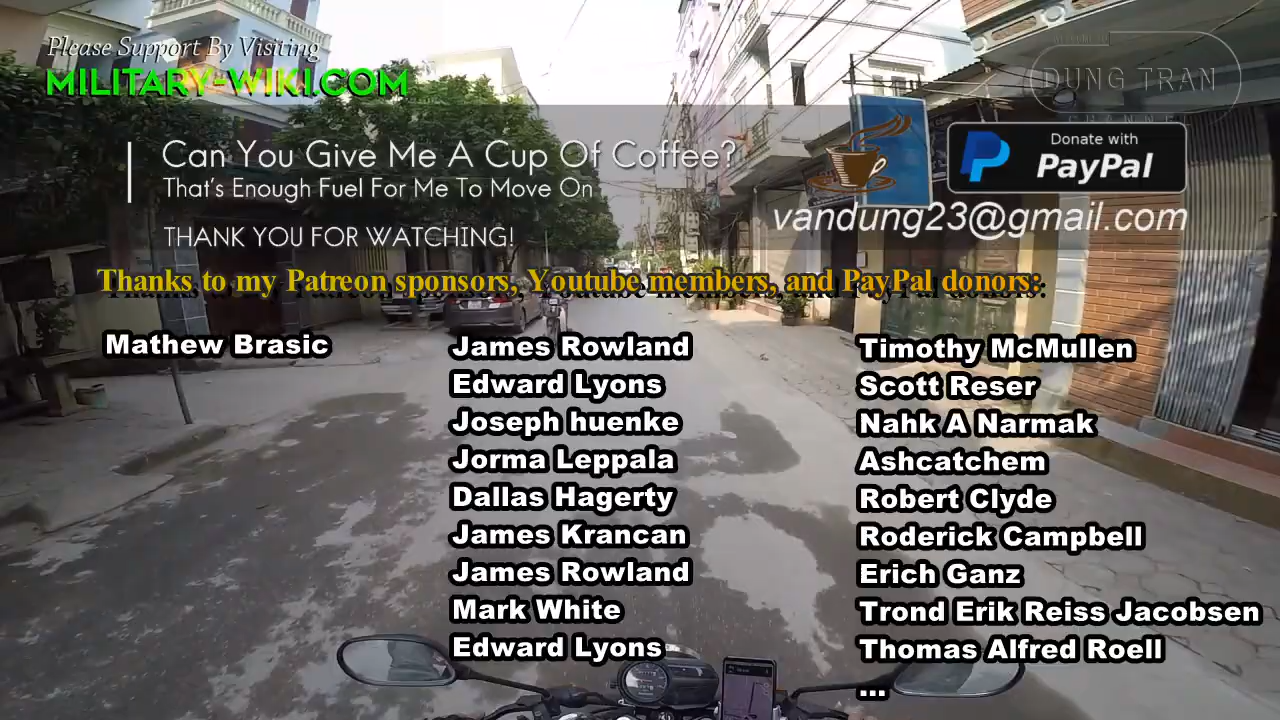 Please Support By Visiting
MILITARY-WIKI.COM
WELCOME TO
DUNG TRAN
CHANNEL
Can You Give Me A Cup Of Coffee?
That's Enough Fuel For Me To Move On
THANK YOU FOR WATCHING!
Donate with
PayPal
vandung23@gmail.com
Thanks to my Patreon sponsors, Youtube members, and PayPal donors:
Mathew Brasic
James Rowland
Edward Lyons
Joseph huenke
Jorma Leppala
Dallas Hagerty
James Krancan
James Rowland
Mark White
Edward Lyons
Timothy McMullen
Scott Reser
Nahk A Narmak
Ashcatchem
Robert Clyde
Roderick Campbell
Erich Ganz
Trond Erik Reiss Jacobsen
Thomas Alfred Roell
...